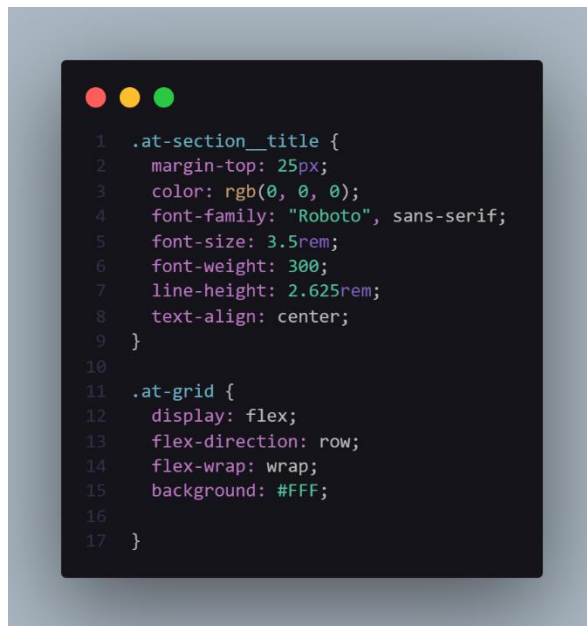 1 .at-section__title {
2 margin-top: 25px;
3 color: rgb(0, 0, 0);
4 font-family: "Roboto", sans-serif;
5 font-size: 3.5rem;
6 font-weight: 300;
7 line-height: 2.625rem;
8 text-align: center;
9 }
10
11 .at-grid {
12 display: flex;
13 flex-direction: row;
14 flex-wrap: wrap;
15 background: #FFF;
16
17 }